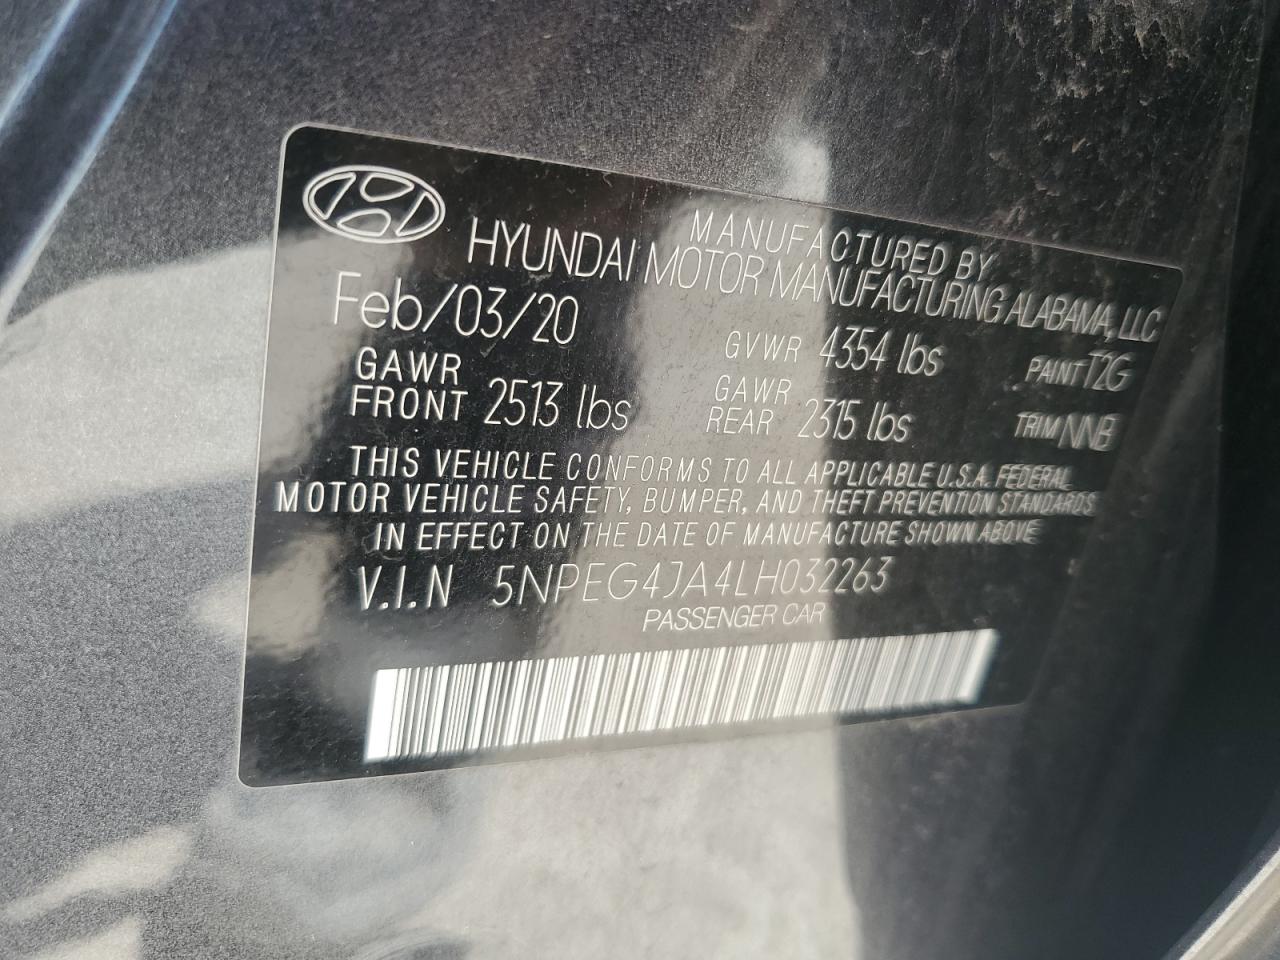 MANUFACTURED BY
HYUNDAI MOTOR MANUFACTURING ALABAMA, LLC
Feb/03/20 GVWR 4354 lbs PAINT T2G
GAWR FRONT 2513 lbs GAWR REAR 2315 lbs TRIM NNB
THIS VEHICLE CONFORMS TO ALL APPLICABLE U.S.A. FEDERAL
MOTOR VEHICLE SAFETY, BUMPER, AND THEFT PREVENTION STANDARDS
IN EFFECT ON THE DATE OF MANUFACTURE SHOWN ABOVE
V.I.N 5NPEG4JA4LH032263
PASSENGER CAR